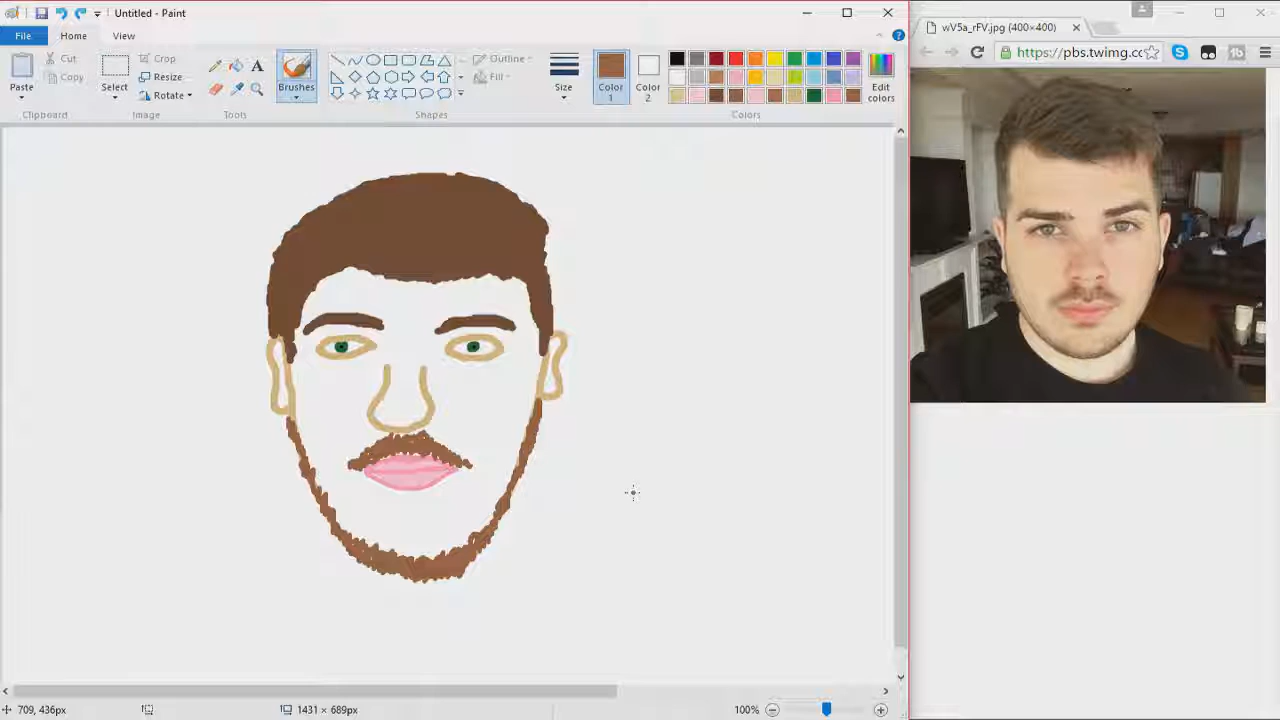 Untitled - Paint
wV5a_rFV.jpg (400×400)
File
Home
View
https://pbs.twimg.cc
Paste
Cut
Copy
Select
Crop
Resize
Rotate
A
Brushes
Outline
Fill
Size
Color
1
Color
2
Edit
colors
Clipboard
Image
Tools
Shapes
Colors
709, 436px
1431 × 689px
100%